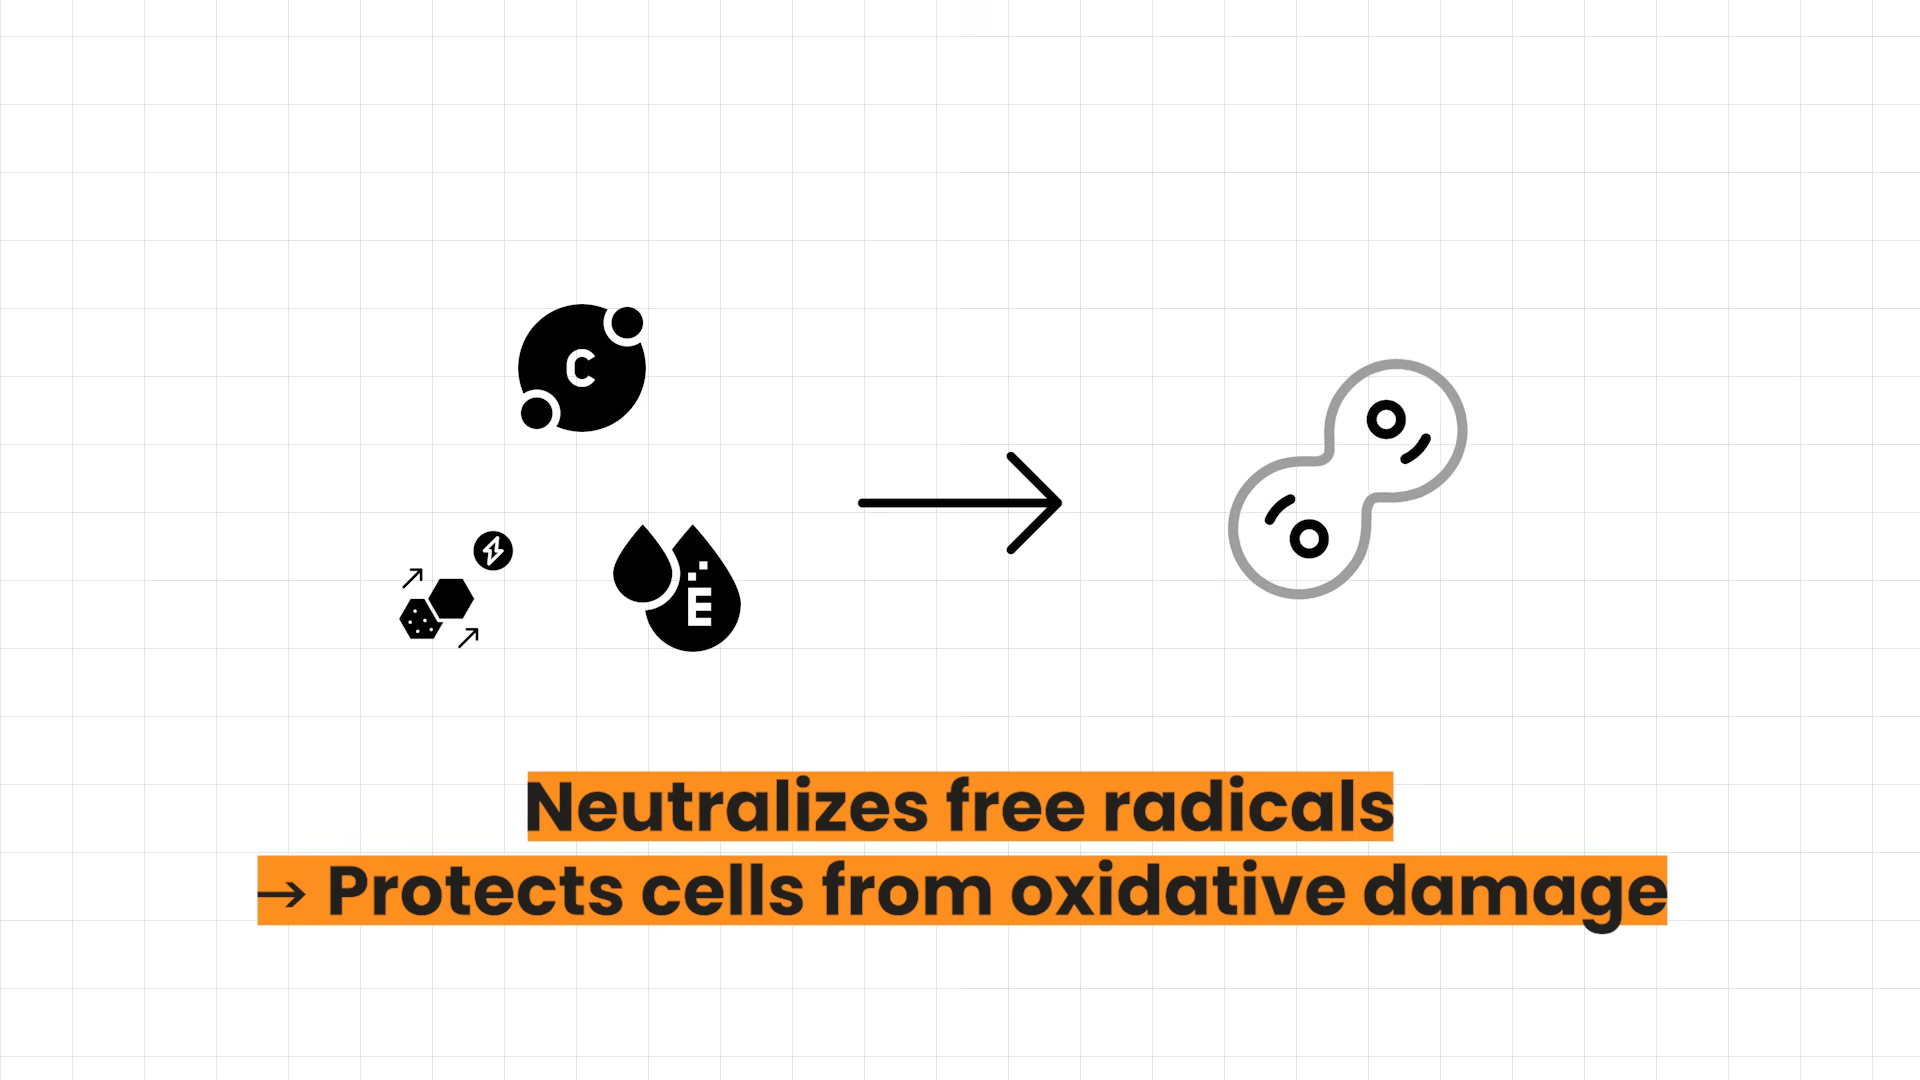 C
E
Neutralizes free radicals
→ Protects cells from oxidative damage